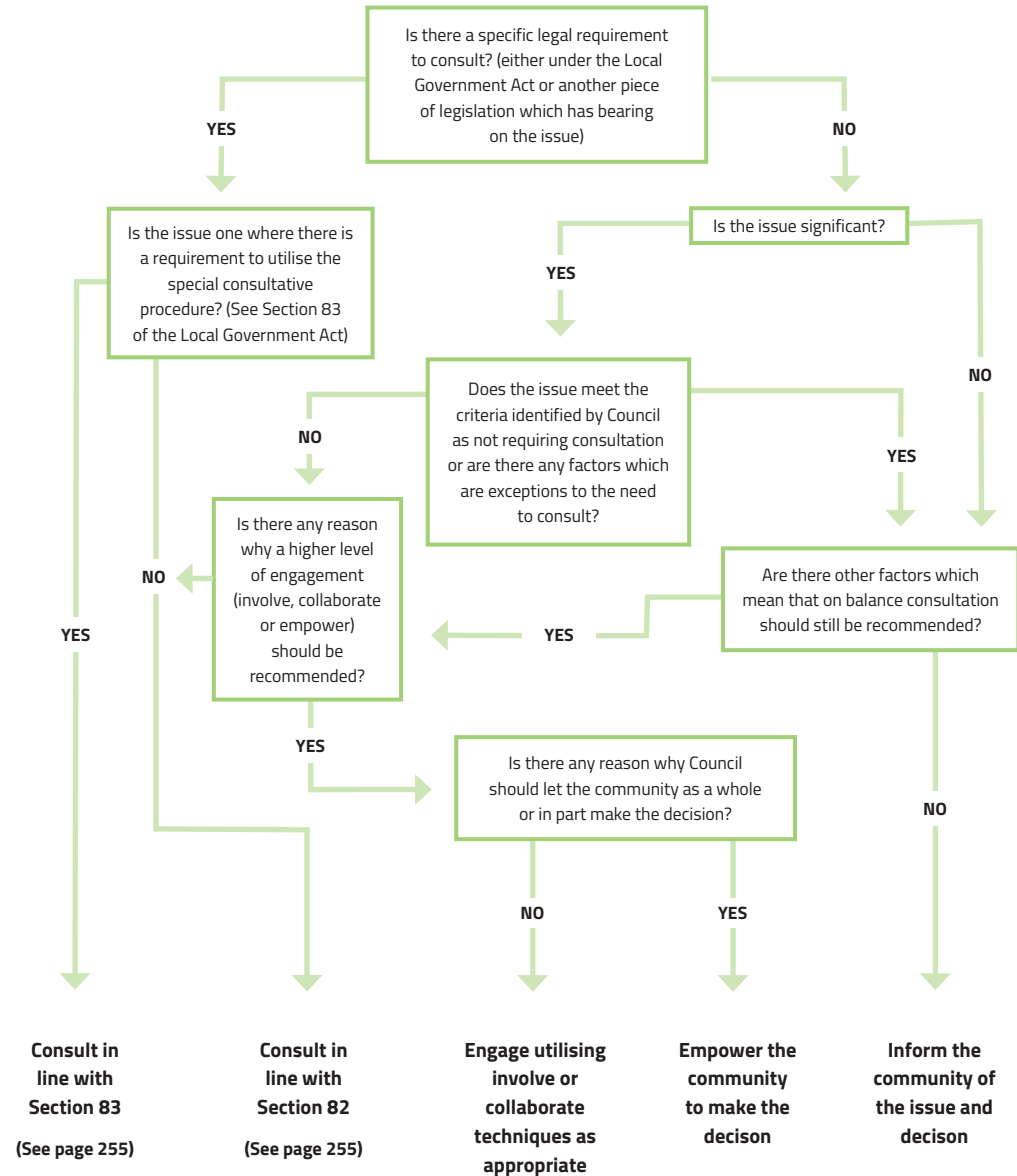 Is there a specific legal requirement
to consult? (either under the Local
Government Act or another piece
of legislation which has bearing
on the issue)
YES
NO
Is the issue one where there is
a requirement to utilise the
special consultative
procedure? (See Section 83
of the Local Government Act)
Is the issue significant?
YES
NO
Does the issue meet the
criteria identified by Council
as not requiring consultation
or are there any factors which
are exceptions to the need
to consult?
NO
YES
Is there any reason
why a higher level
of engagement
(involve, collaborate
or empower)
should be
recommended?
NO
YES
Are there other factors which
mean that on balance consultation
should still be recommended?
YES
YES
Is there any reason why Council
should let the community as a whole
or in part make the decision?
NO
NO
YES
Consult in
line with
Section 83
(See page 255)
Consult in
line with
Section 82
(See page 255)
Engage utilising
involve or
collaborate
techniques as
appropriate
Empower the
community
to make the
decison
Inform the
community of
the issue and
decison